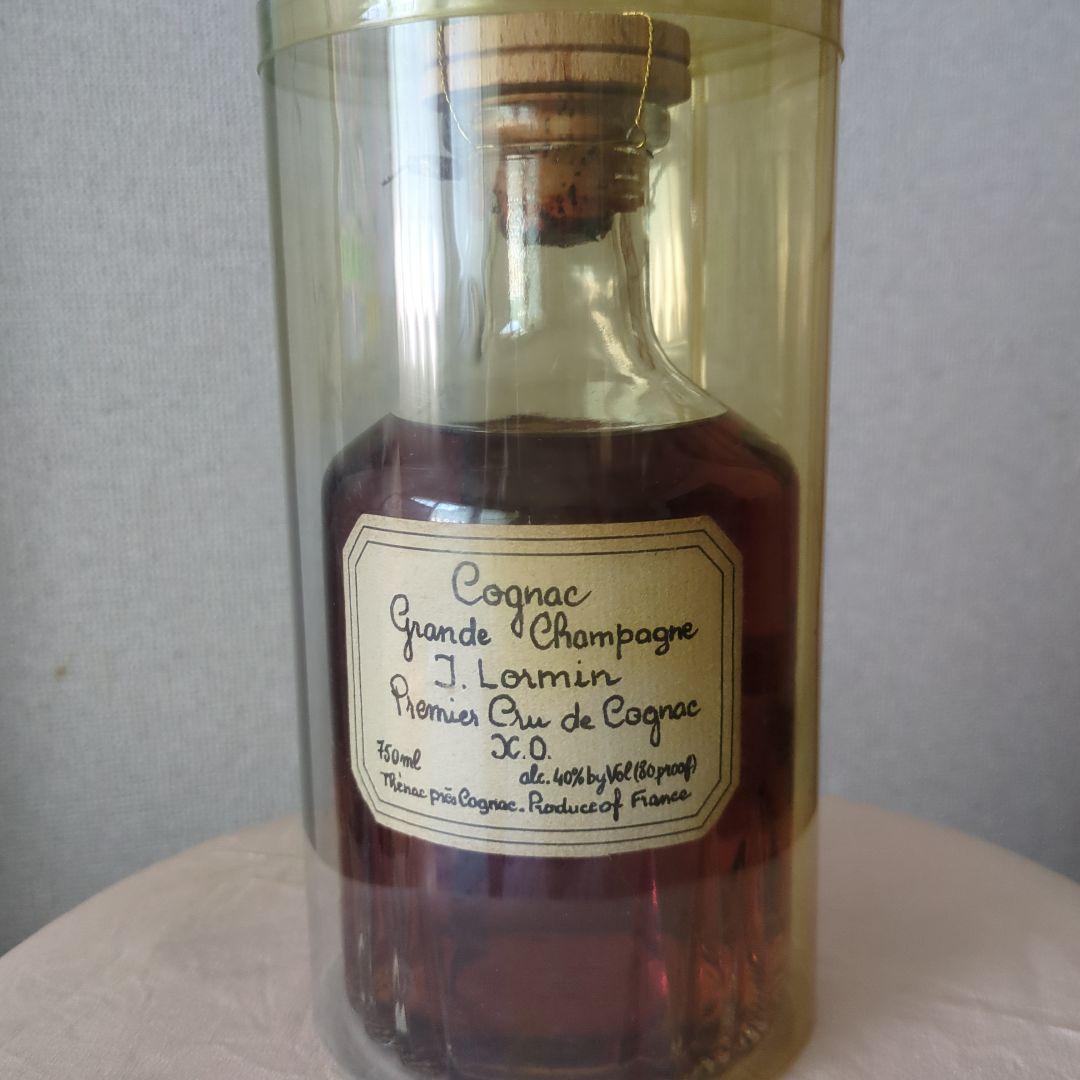 Cognac
Grande Champagne
J. Lormin
Premier Cru de Cognac
X.O.
750ml
alc. 40% by Vol (80 proof)
Thénac près Cognac. Produce of France